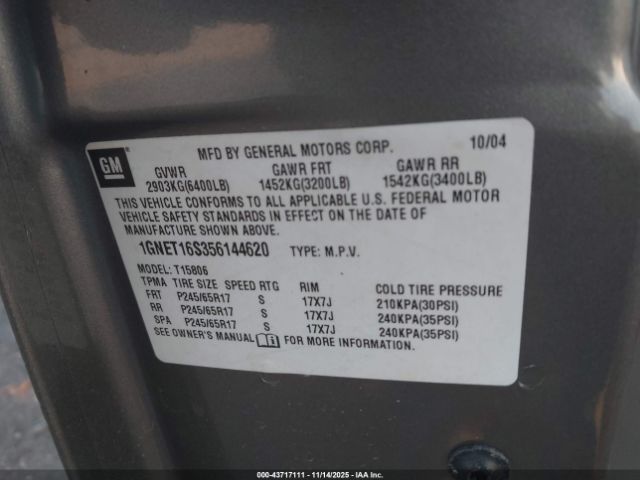 GM
MFD BY GENERAL MOTORS CORP. 10/04
GVWR GAWR FRT GAWR RR
2903KG(6400LB) 1452KG(3200LB) 1542KG(3400LB)
THIS VEHICLE CONFORMS TO ALL APPLICABLE U.S. FEDERAL MOTOR
VEHICLE SAFETY STANDARDS IN EFFECT ON THE DATE OF
MANUFACTURE SHOWN ABOVE.
1GNET16S356144620 TYPE: M.P.V.
MODEL: T15806
TPMA TIRE SIZE SPEED RTG RIM COLD TIRE PRESSURE
FRT P245/65R17 S 17X7J 210KPA(30PSI)
RR P245/65R17 S 17X7J 240KPA(35PSI)
SPA P245/65R17 S 17X7J 240KPA(35PSI)
SEE OWNER'S MANUAL FOR MORE INFORMATION.
000-43717111 - 11/14/2025 - IAA Inc.